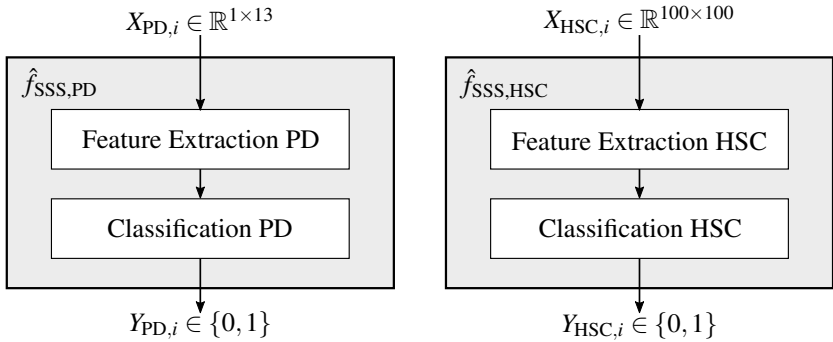 X_PD,i ∈ ℝ^1×13
f̂_SSS,PD
Feature Extraction PD
Classification PD
Y_PD,i ∈ {0, 1}
X_HSC,i ∈ ℝ^100×100
f̂_SSS,HSC
Feature Extraction HSC
Classification HSC
Y_HSC,i ∈ {0, 1}